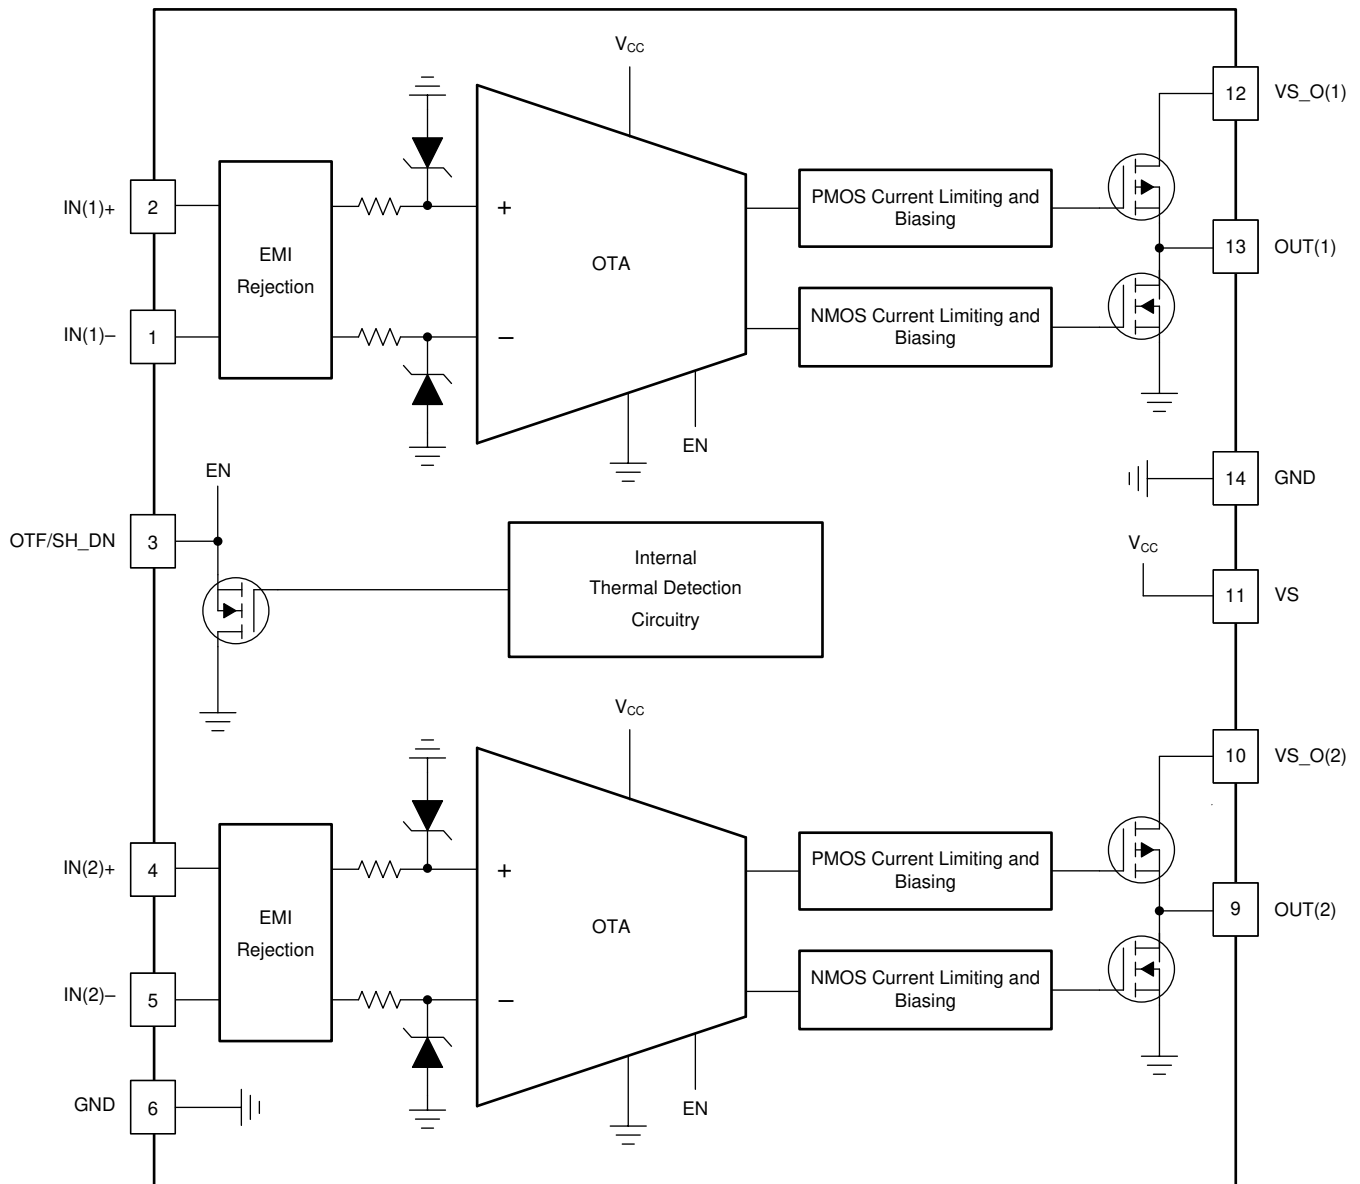 V_CC
12
VS_O(1)
IN(1)+
2
EMI
Rejection
+
OTA
−
PMOS Current Limiting and
Biasing
13
OUT(1)
IN(1)−
1
NMOS Current Limiting and
Biasing
EN
14
GND
EN
OTF/SH_DN
3
Internal
Thermal Detection
Circuitry
V_CC
11
VS
V_CC
10
VS_O(2)
IN(2)+
4
EMI
Rejection
+
OTA
−
PMOS Current Limiting and
Biasing
9
OUT(2)
IN(2)−
5
NMOS Current Limiting and
Biasing
GND
6
EN